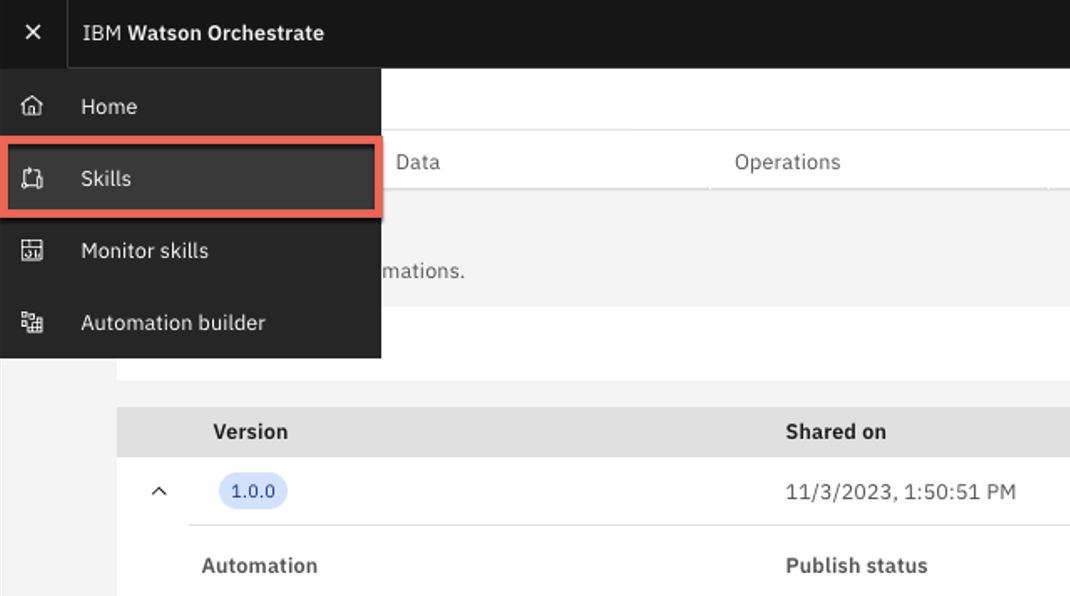 IBM Watson Orchestrate
Home
Skills
Monitor skills
Automation builder
Data
Operations
mations.
Version
Shared on
1.0.0
11/3/2023, 1:50:51 PM
Automation
Publish status